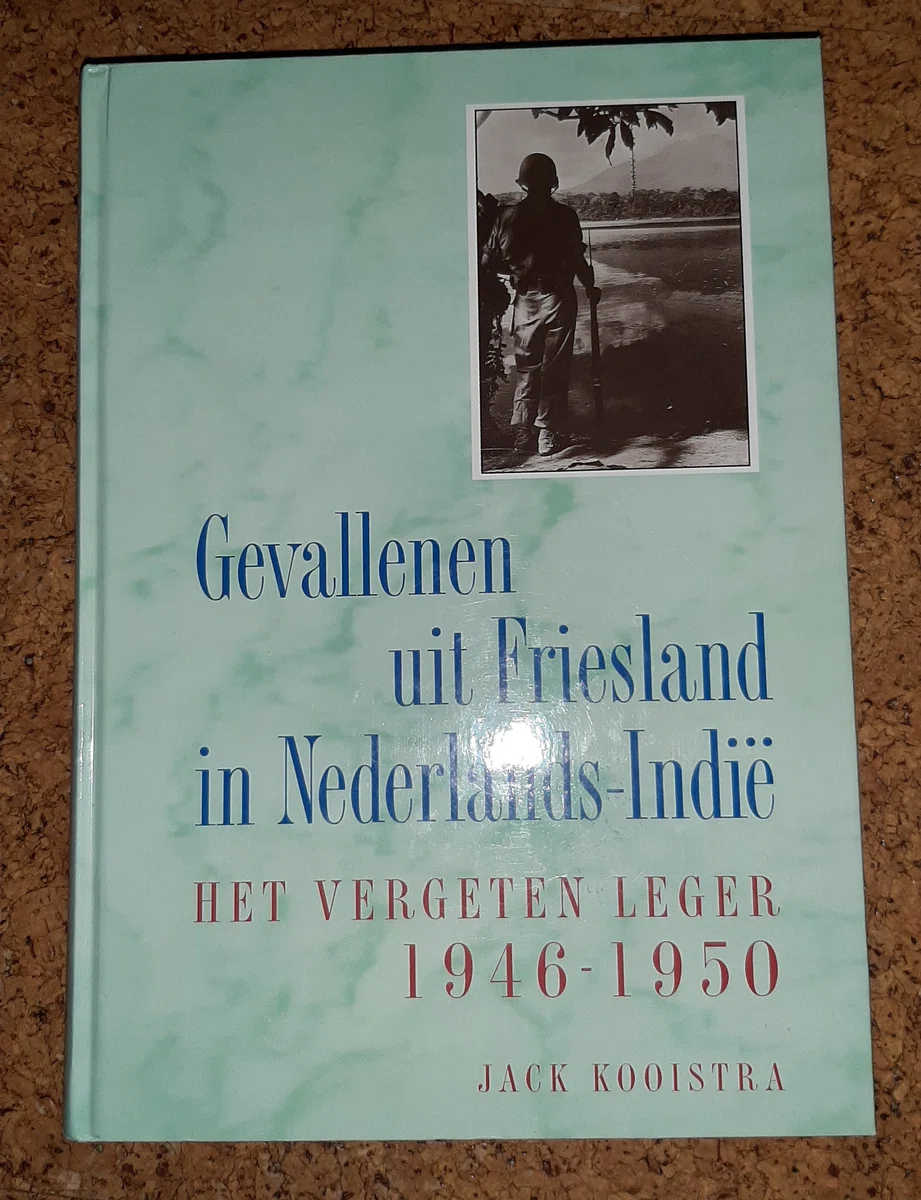 Gevallenen
uit Friesland
in Nederlands-Indië
HET VERGETEN LEGER
1946-1950
JACK KOOISTRA